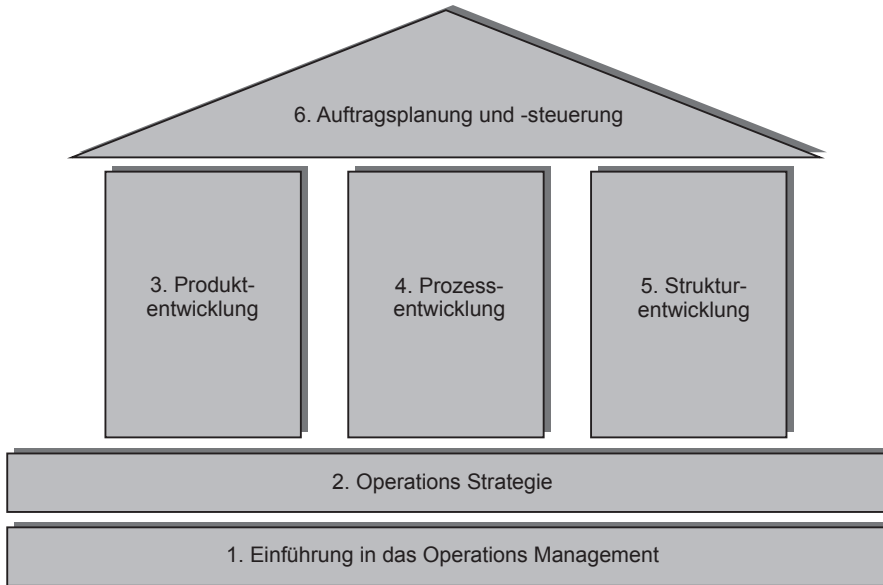 6. Auftragsplanung und -steuerung
3. Produkt-
entwicklung
4. Prozess-
entwicklung
5. Struktur-
entwicklung
2. Operations Strategie
1. Einführung in das Operations Management